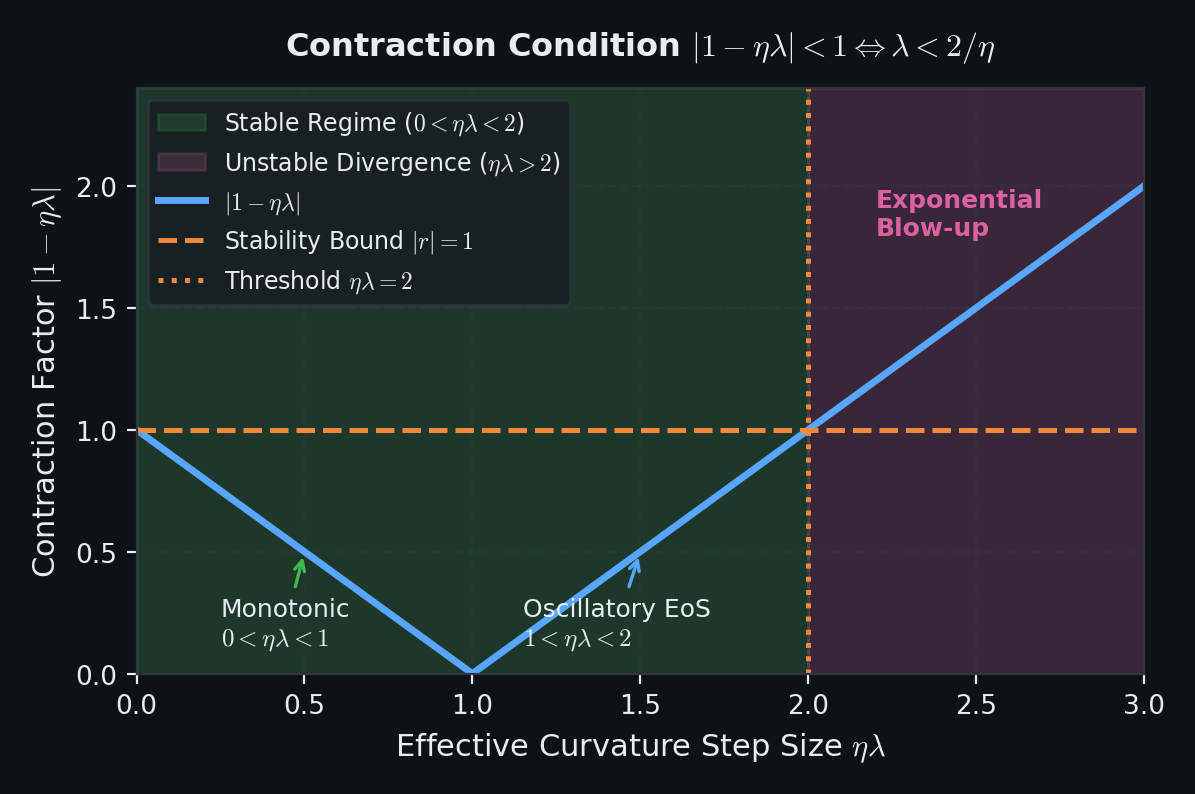 Contraction Condition |1 − ηλ| < 1 ⇔ λ < 2/η
Stable Regime (0 < ηλ < 2)
Unstable Divergence (ηλ > 2)
|1 − ηλ|
Stability Bound |r| = 1
Threshold ηλ = 2
Exponential
Blow-up
Monotonic
0 < ηλ < 1
Oscillatory EoS
1 < ηλ < 2
Contraction Factor |1 − ηλ|
2.0
1.5
1.0
0.5
0.0
0.0 0.5 1.0 1.5 2.0 2.5 3.0
Effective Curvature Step Size ηλ